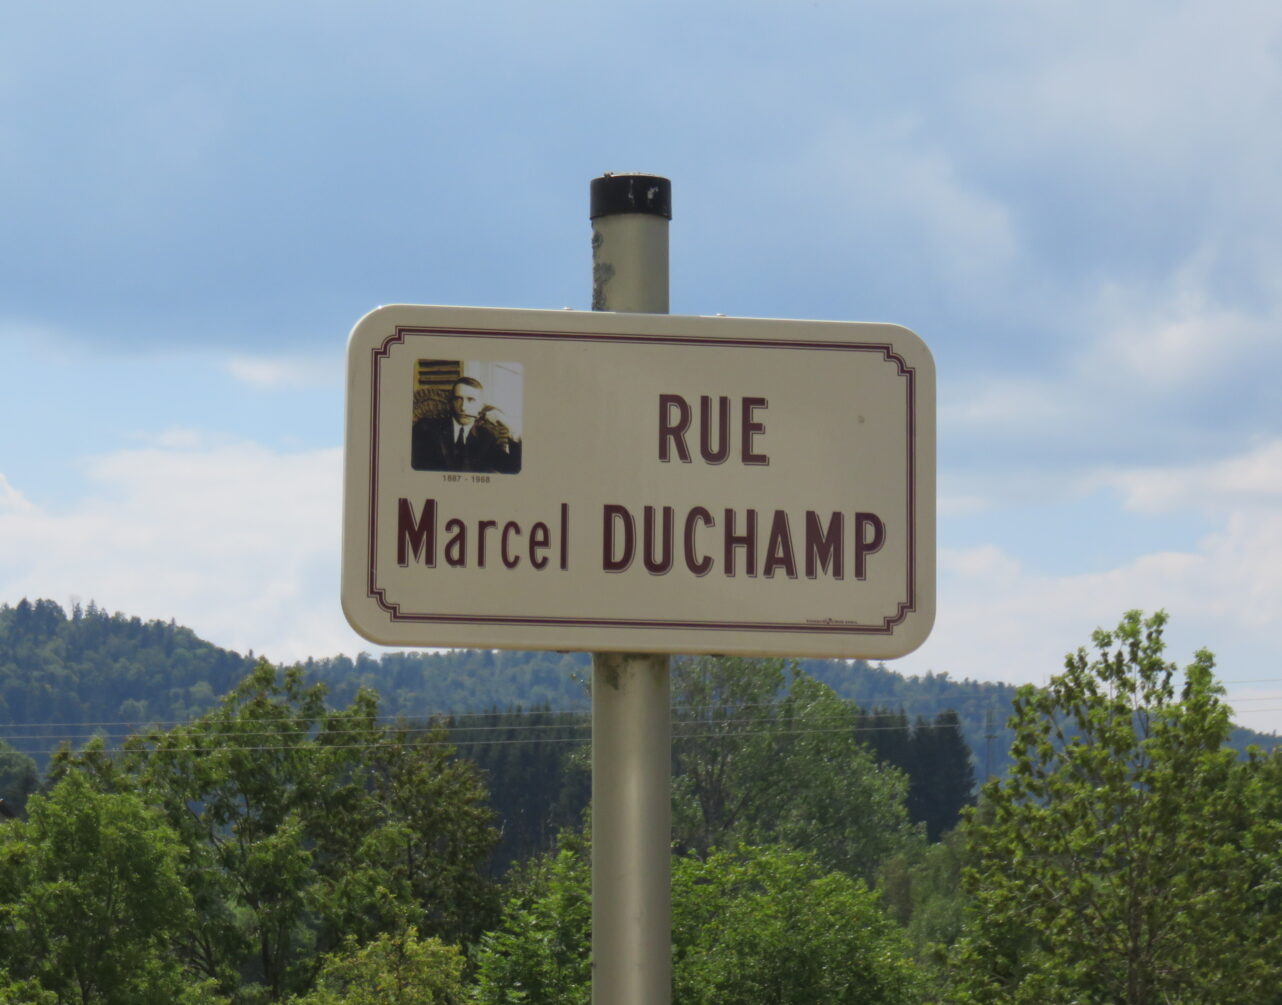 RUE
1887 - 1968
Marcel DUCHAMP